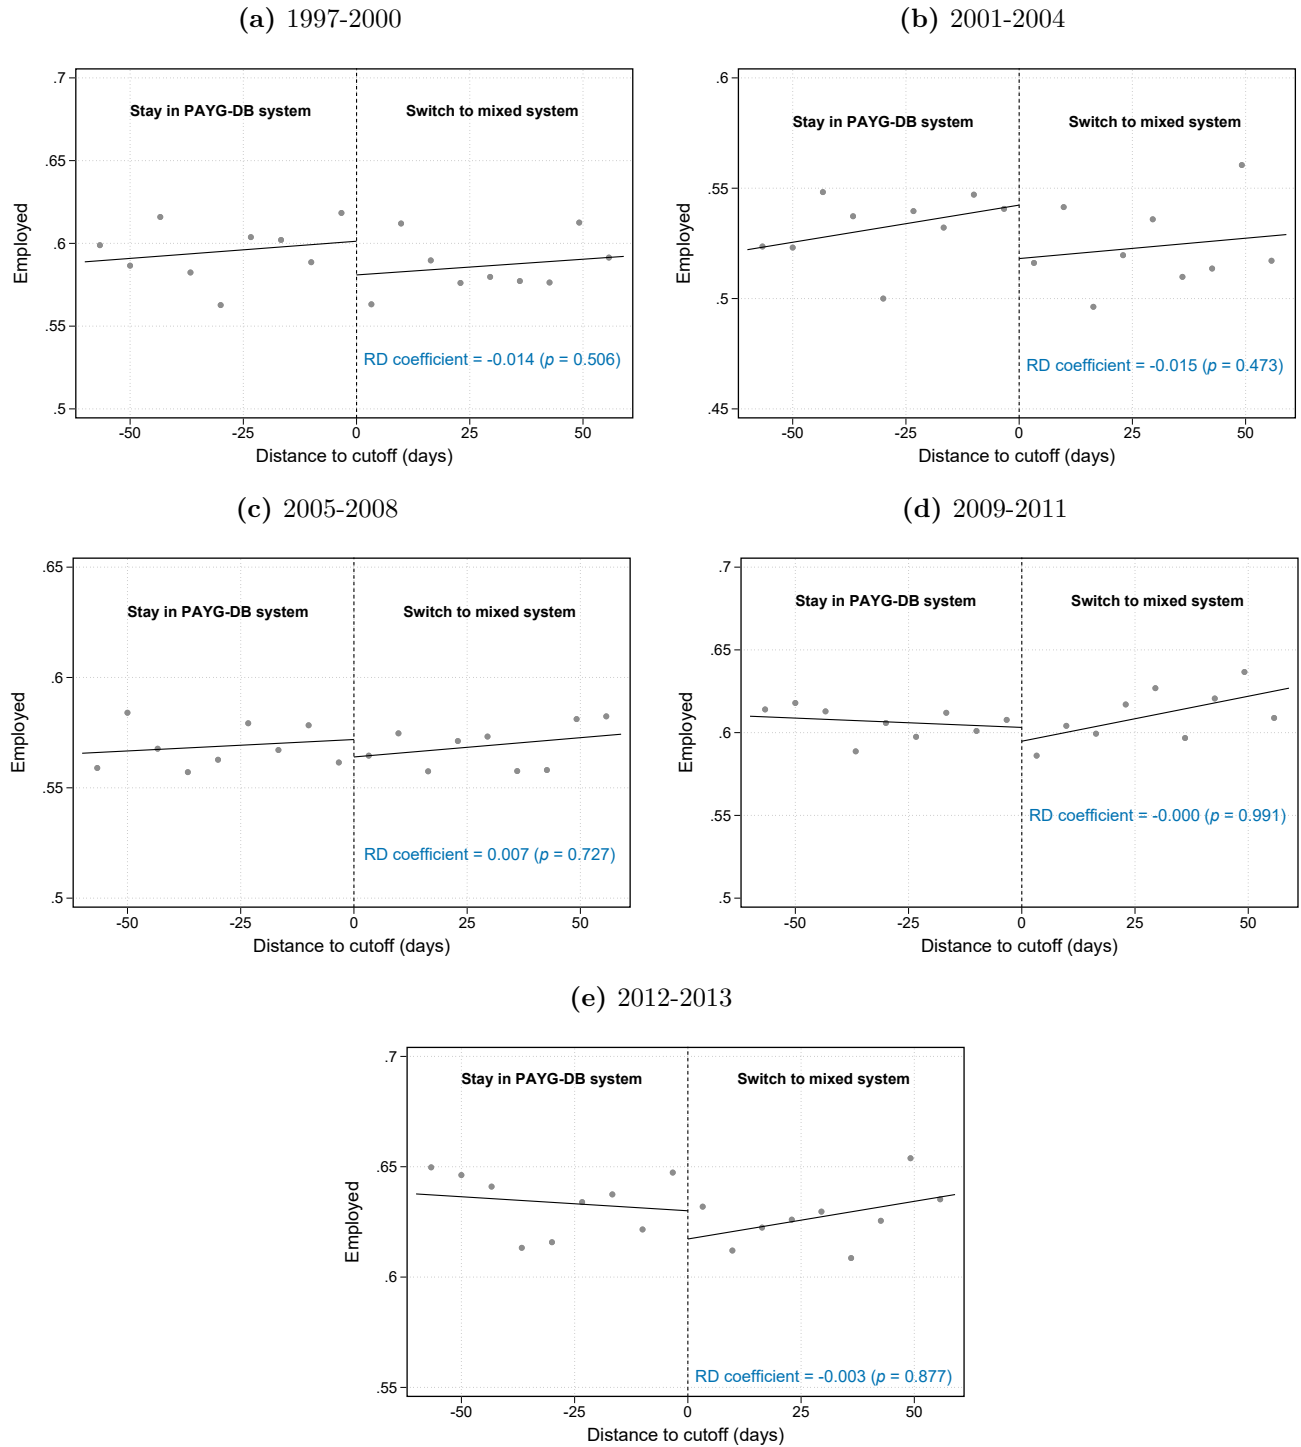 (a) 1997-2000
.7
.65
.6
.55
.5
Employed
Stay in PAYG-DB system
Switch to mixed system
RD coefficient = -0.014 (p = 0.506)
-50 -25 0 25 50
Distance to cutoff (days)
(b) 2001-2004
.6
.55
.5
.45
Employed
Stay in PAYG-DB system
Switch to mixed system
RD coefficient = -0.015 (p = 0.473)
-50 -25 0 25 50
Distance to cutoff (days)
(c) 2005-2008
.65
.6
.55
.5
Employed
Stay in PAYG-DB system
Switch to mixed system
RD coefficient = 0.007 (p = 0.727)
-50 -25 0 25 50
Distance to cutoff (days)
(d) 2009-2011
.7
.65
.6
.55
.5
Employed
Stay in PAYG-DB system
Switch to mixed system
RD coefficient = -0.000 (p = 0.991)
-50 -25 0 25 50
Distance to cutoff (days)
(e) 2012-2013
.7
.65
.6
.55
Employed
Stay in PAYG-DB system
Switch to mixed system
RD coefficient = -0.003 (p = 0.877)
-50 -25 0 25 50
Distance to cutoff (days)